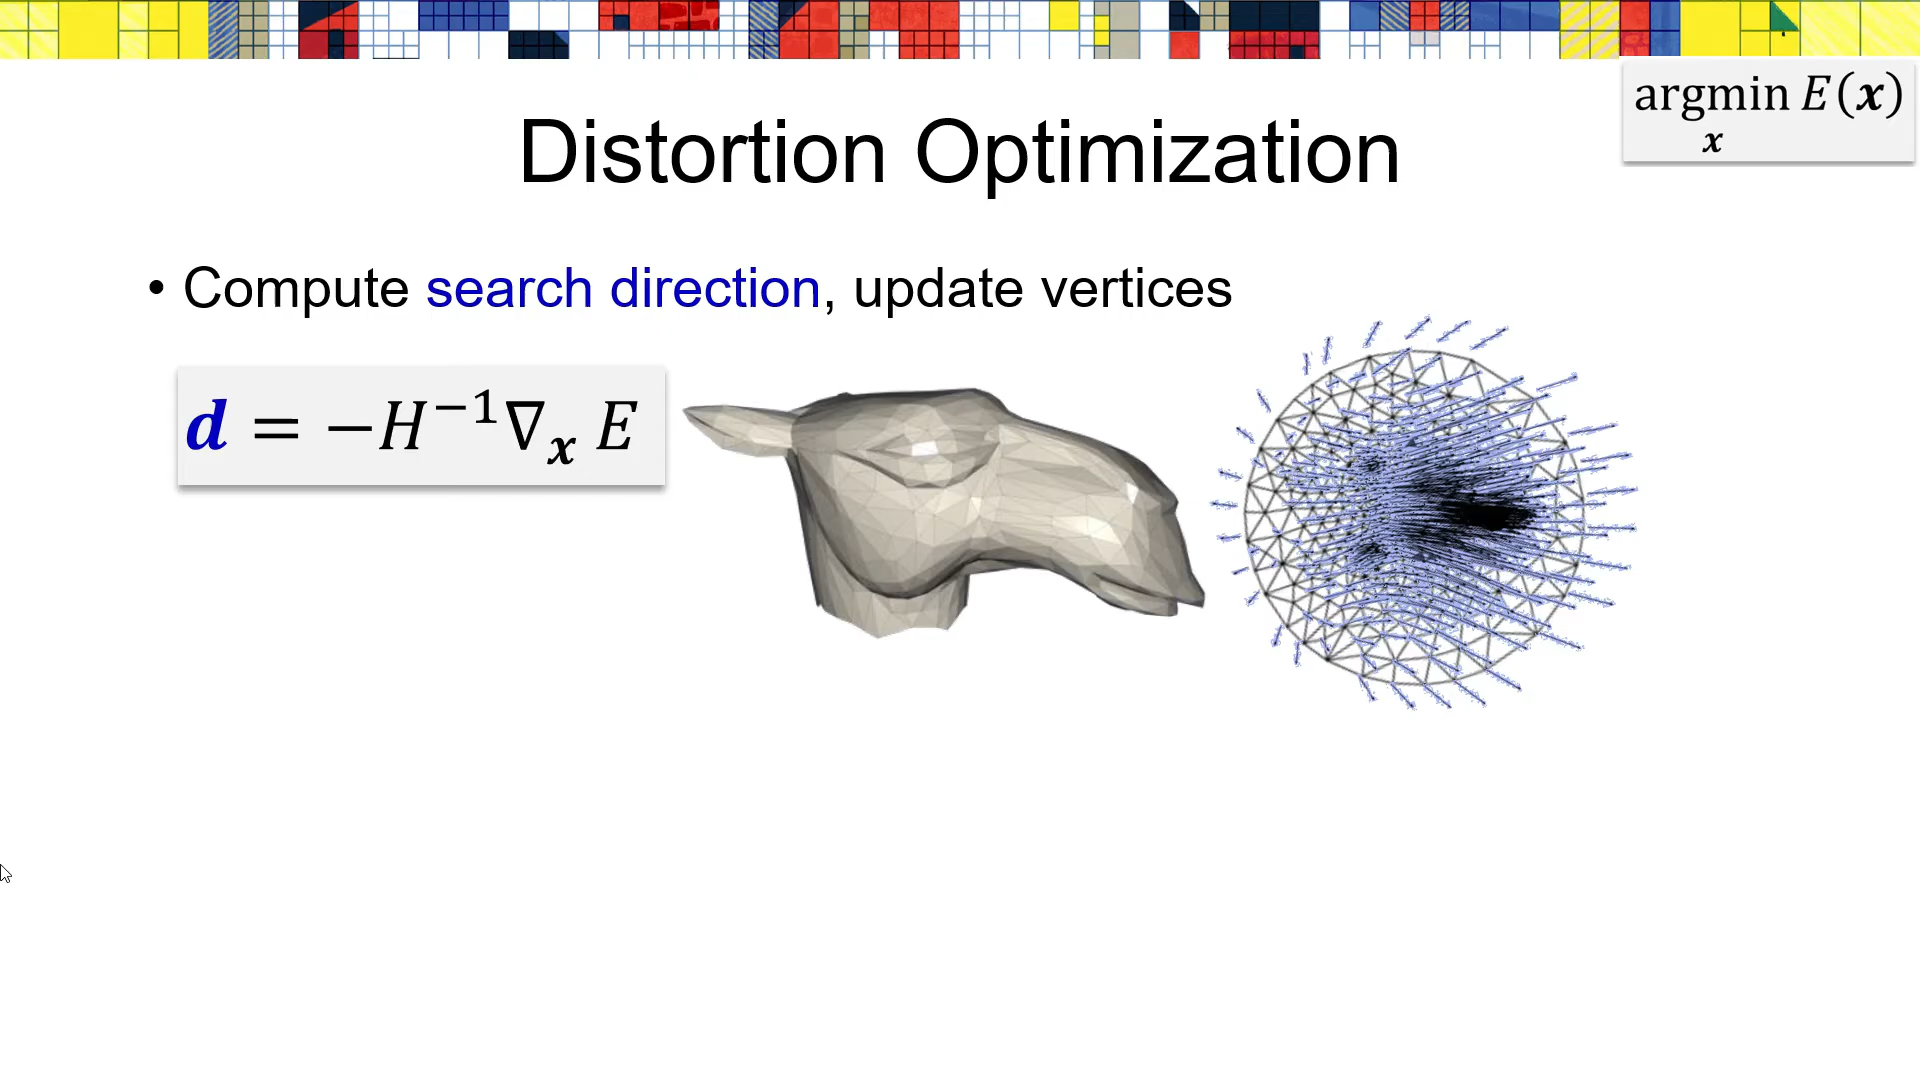 argmin E(x)
x
Distortion Optimization
• Compute search direction, update vertices
d = −H⁻¹∇ₓ E